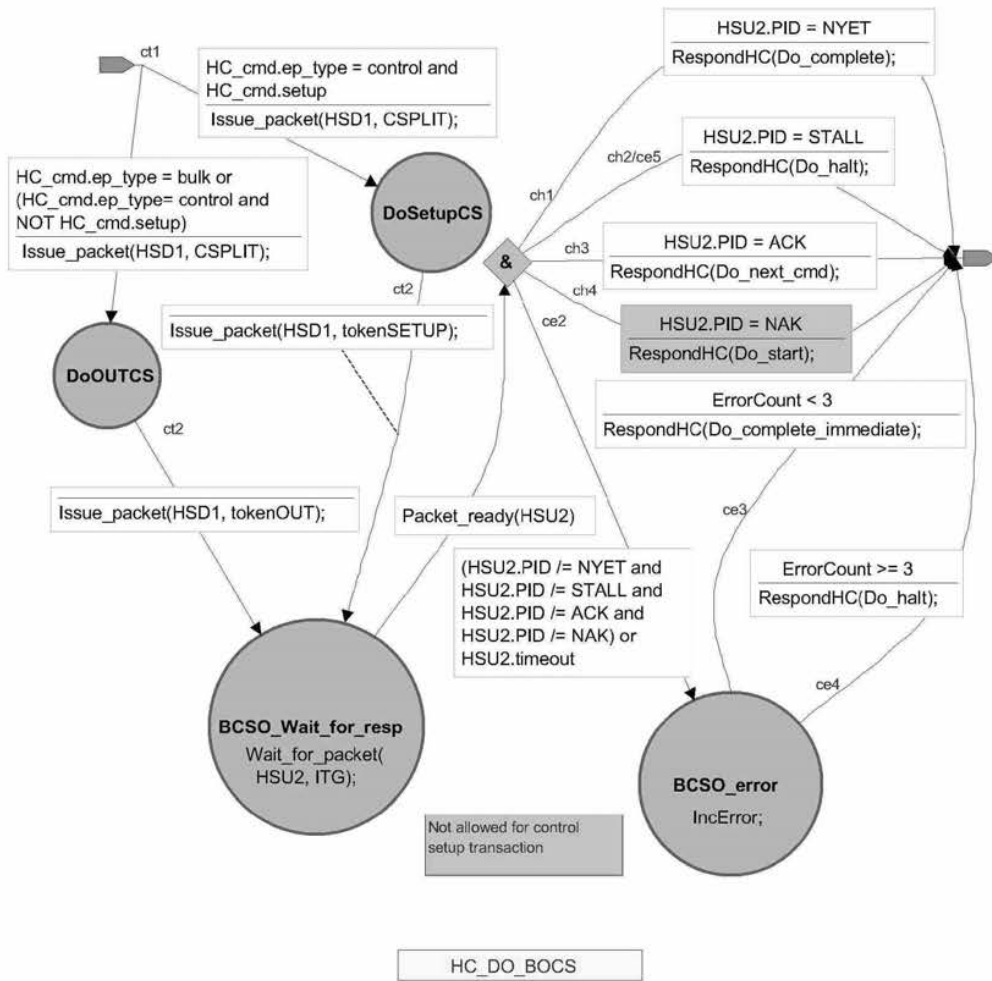 ct1
HC_cmd.ep_type = control and
HC_cmd.setup
Issue_packet(HSD1, CSPLIT);
HC_cmd.ep_type = bulk or
(HC_cmd.ep_type= control and
NOT HC_cmd.setup)
Issue_packet(HSD1, CSPLIT);
DoSetupCS
ct2
Issue_packet(HSD1, tokenSETUP);
DoOUTCS
ct2
Issue_packet(HSD1, tokenOUT);
BCSO_Wait_for_resp
Wait_for_packet(
HSU2, ITG);
Packet_ready(HSU2)
&
ch1
HSU2.PID = NYET
RespondHC(Do_complete);
ch2/ce5
HSU2.PID = STALL
RespondHC(Do_halt);
ch3
HSU2.PID = ACK
RespondHC(Do_next_cmd);
ch4
HSU2.PID = NAK
RespondHC(Do_start);
ce2
(HSU2.PID /= NYET and
HSU2.PID /= STALL and
HSU2.PID /= ACK and
HSU2.PID /= NAK) or
HSU2.timeout
ErrorCount < 3
RespondHC(Do_complete_immediate);
ce3
ErrorCount >= 3
RespondHC(Do_halt);
ce4
BCSO_error
IncError;
Not allowed for control
setup transaction
HC_DO_BOCS